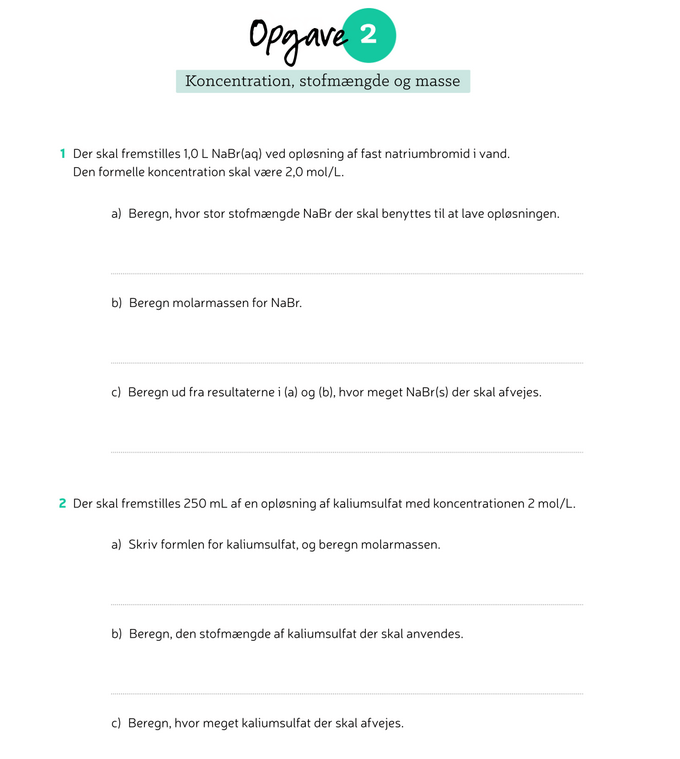 Opgave 2
Koncentration, stofmængde og masse
1 Der skal fremstilles 1,0 L NaBr(aq) ved opløsning af fast natriumbromid i vand.
Den formelle koncentration skal være 2,0 mol/L.
a) Beregn, hvor stor stofmængde NaBr der skal benyttes til at lave opløsningen.
b) Beregn molarmassen for NaBr.
c) Beregn ud fra resultaterne i (a) og (b), hvor meget NaBr(s) der skal afvejes.
2 Der skal fremstilles 250 mL af en opløsning af kaliumsulfat med koncentrationen 2 mol/L.
a) Skriv formlen for kaliumsulfat, og beregn molarmassen.
b) Beregn, den stofmængde af kaliumsulfat der skal anvendes.
c) Beregn, hvor meget kaliumsulfat der skal afvejes.